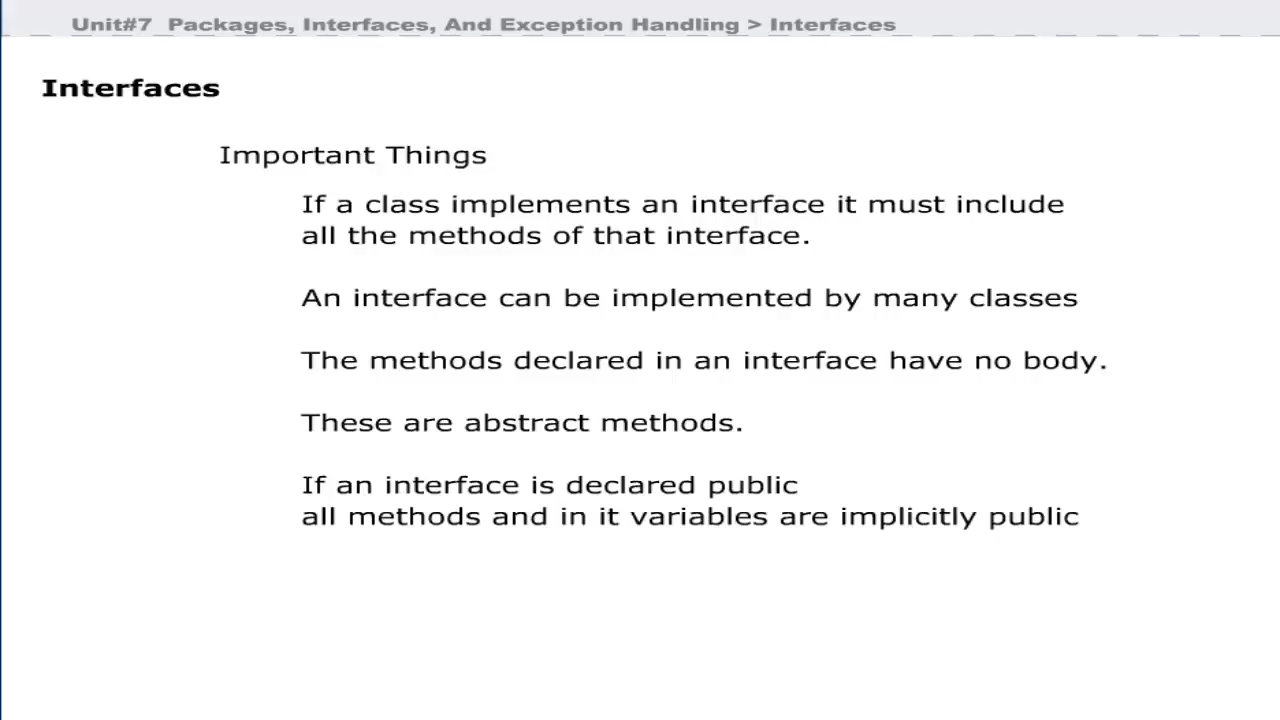 Unit#7 Packages, Interfaces, And Exception Handling > Interfaces
Interfaces
Important Things
If a class implements an interface it must include
all the methods of that interface.
An interface can be implemented by many classes
The methods declared in an interface have no body.
These are abstract methods.
If an interface is declared public
all methods and in it variables are implicitly public